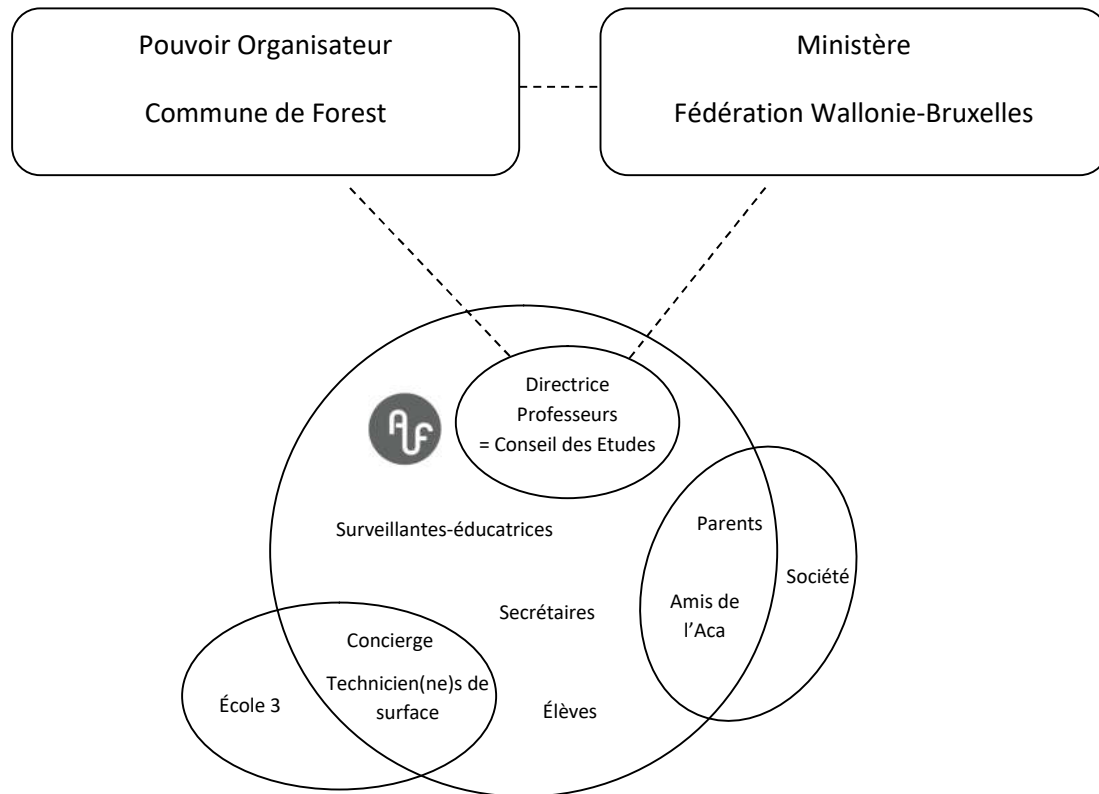 Pouvoir Organisateur
Commune de Forest
Ministère
Fédération Wallonie-Bruxelles
Directrice
Professeurs
= Conseil des Etudes
AUF
Surveillantes-éducatrices
Parents
Société
Secrétaires
Amis de
l’Aca
Concierge
Technicien(ne)s de
surface
École 3
Élèves